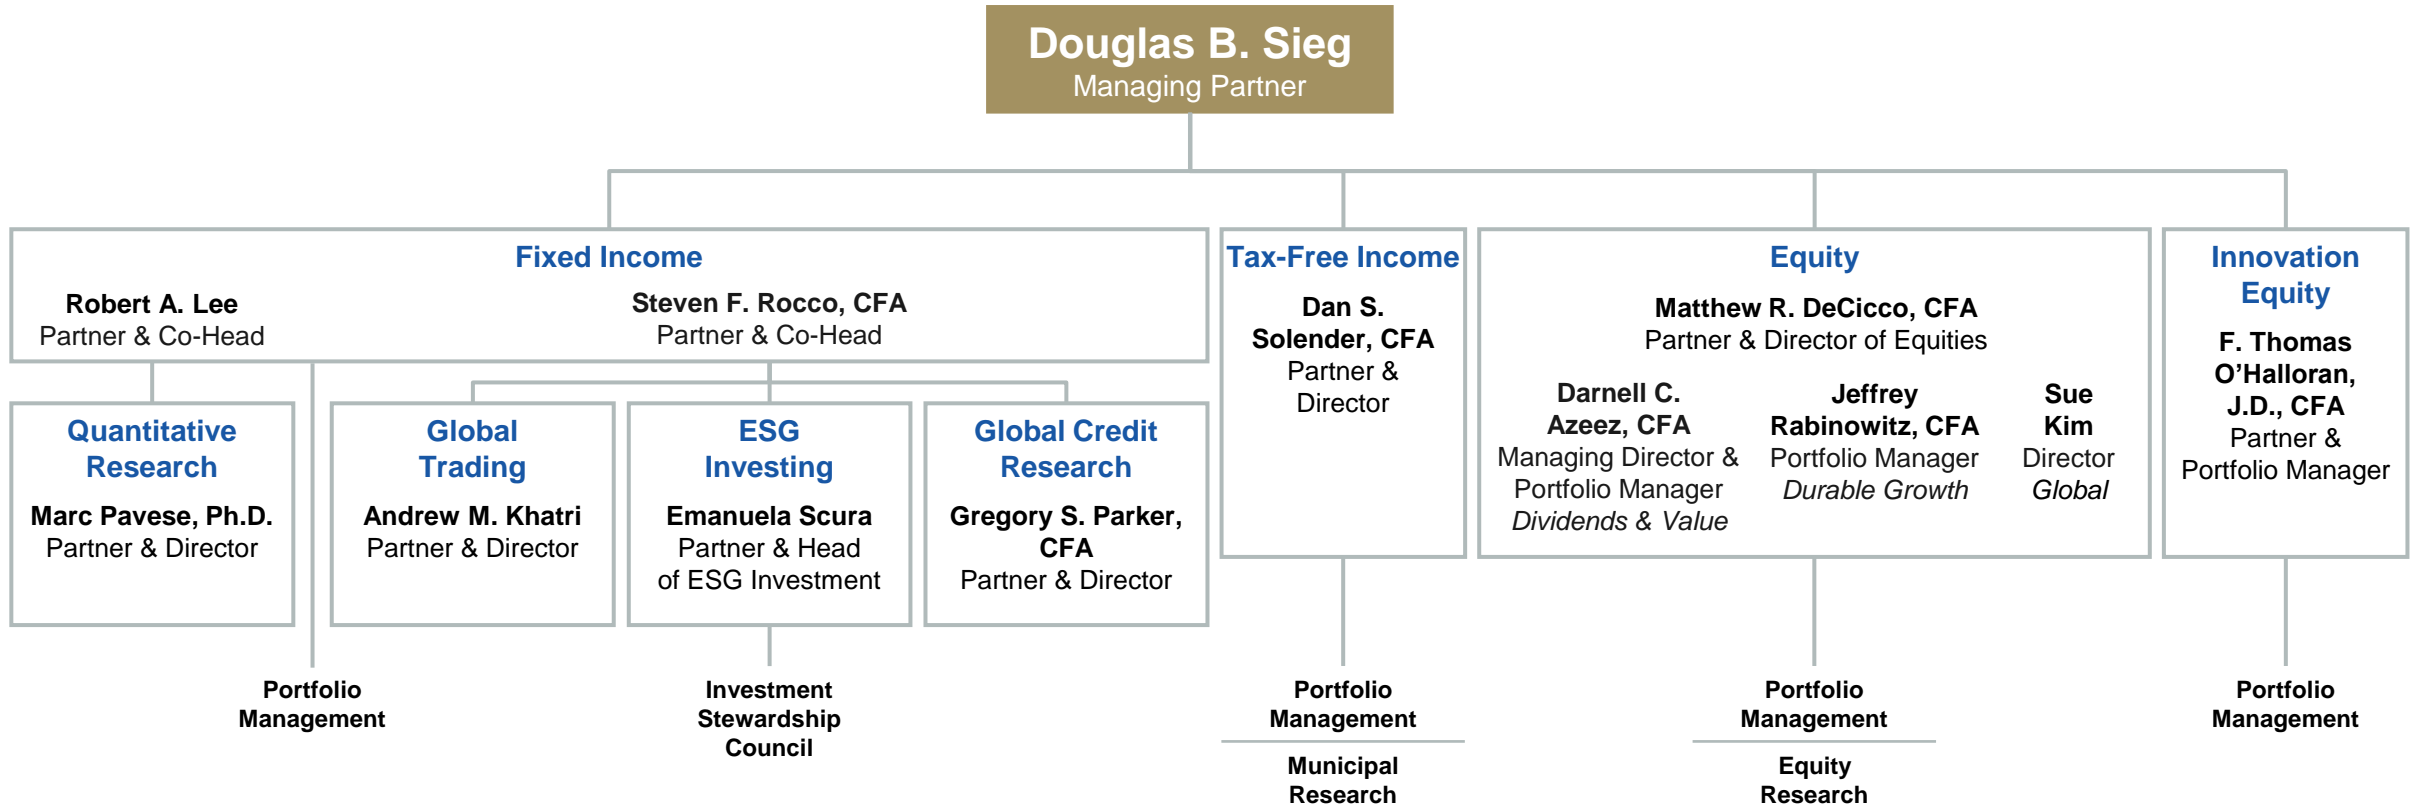 Douglas B. Sieg
Managing Partner
Fixed Income
Robert A. Lee
Partner & Co-Head
Steven F. Rocco, CFA
Partner & Co-Head
Tax-Free Income
Dan S.
Solender, CFA
Partner &
Director
Equity
Matthew R. DeCicco, CFA
Partner & Director of Equities
Darnell C.
Azeez, CFA
Managing Director &
Portfolio Manager
Dividends & Value
Jeffrey
Rabinowitz, CFA
Portfolio Manager
Durable Growth
Sue
Kim
Director
Global
Innovation
Equity
F. Thomas
O’Halloran,
J.D., CFA
Partner &
Portfolio Manager
Quantitative
Research
Marc Pavese, Ph.D.
Partner & Director
Global
Trading
Andrew M. Khatri
Partner & Director
ESG
Investing
Emanuela Scura
Partner & Head
of ESG Investment
Global Credit
Research
Gregory S. Parker,
CFA
Partner & Director
Portfolio
Management
Investment
Stewardship
Council
Portfolio
Management
Municipal
Research
Portfolio
Management
Equity
Research
Portfolio
Management